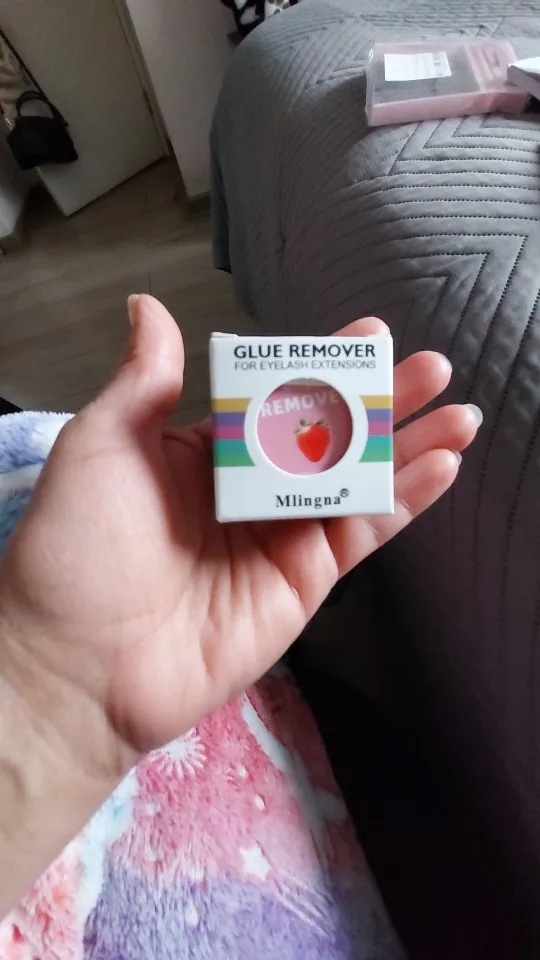 GLUE REMOVER
FOR EYELASH EXTENSIONS
REMOVE
Mlingna®